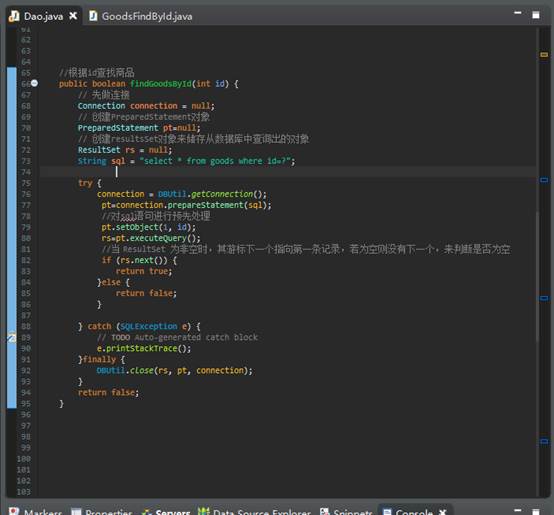 Dao.java
GoodsFindById.java
61
62
63
64
65 //根据id查找商品
66 public boolean findGoodsById(int id) {
67 // 先做连接
68 Connection connection = null;
69 // 创建PreparedStatement对象
70 PreparedStatement pt=null;
71 // 创建resultsSet对象来储存从数据库中查询出的对象
72 ResultSet rs = null;
73 String sql = "select * from goods where id=?";
74
75 try {
76 connection = DBUtil.getConnection();
77 pt=connection.prepareStatement(sql);
78 //对sql语句进行预先处理
79 pt.setObject(1, id);
80 rs=pt.executeQuery();
81 //当 ResultSet 为非空时，其游标下一个指向第一条记录，若为空则没有下一个，来判断是否为空
82 if (rs.next()) {
83 return true;
84 }else {
85 return false;
86 }
87
88 } catch (SQLException e) {
89 // TODO Auto-generated catch block
90 e.printStackTrace();
91 }finally {
92 DBUtil.close(rs, pt, connection);
93 }
94 return false;
95 }
96
97
98
99
100
101
102
103
Markers Properties Servers Data Source Explorer Snippets Console